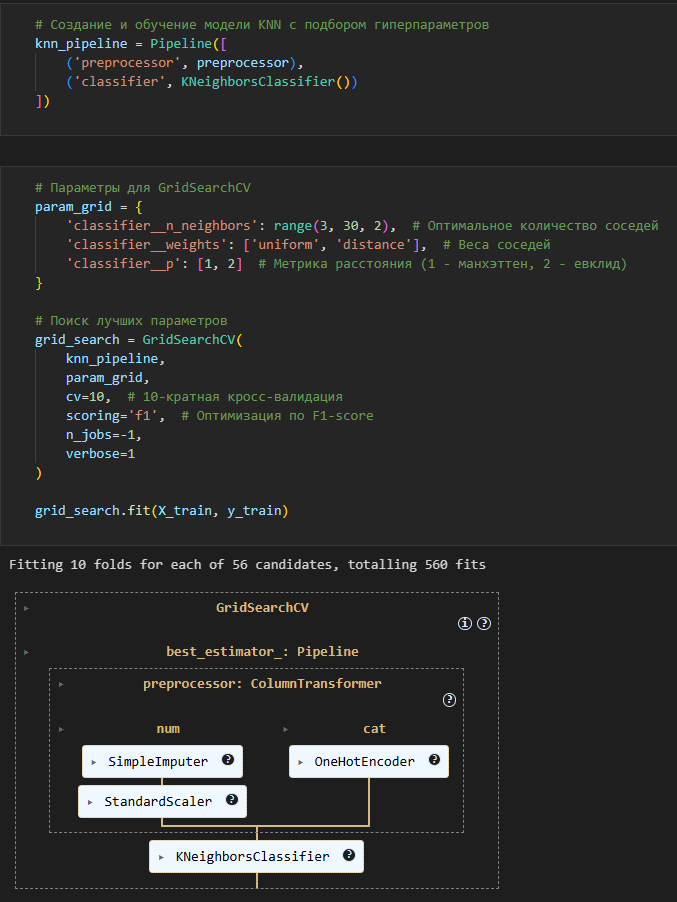 # Создание и обучение модели KNN с подбором гиперпараметров
knn_pipeline = Pipeline([
    ('preprocessor', preprocessor),
    ('classifier', KNeighborsClassifier())
])
# Параметры для GridSearchCV
param_grid = {
    'classifier__n_neighbors': range(3, 30, 2),  # Оптимальное количество соседей
    'classifier__weights': ['uniform', 'distance'],  # Веса соседей
    'classifier__p': [1, 2]  # Метрика расстояния (1 - манхэттен, 2 - евклид)
}
# Поиск лучших параметров
grid_search = GridSearchCV(
    knn_pipeline,
    param_grid,
    cv=10,  # 10-кратная кросс-валидация
    scoring='f1',  # Оптимизация по F1-score
    n_jobs=-1,
    verbose=1
)
grid_search.fit(X_train, y_train)
Fitting 10 folds for each of 56 candidates, totalling 560 fits
GridSearchCV
i ?
best_estimator_: Pipeline
preprocessor: ColumnTransformer
?
num cat
SimpleImputer ? OneHotEncoder ?
StandardScaler ?
KNeighborsClassifier ?